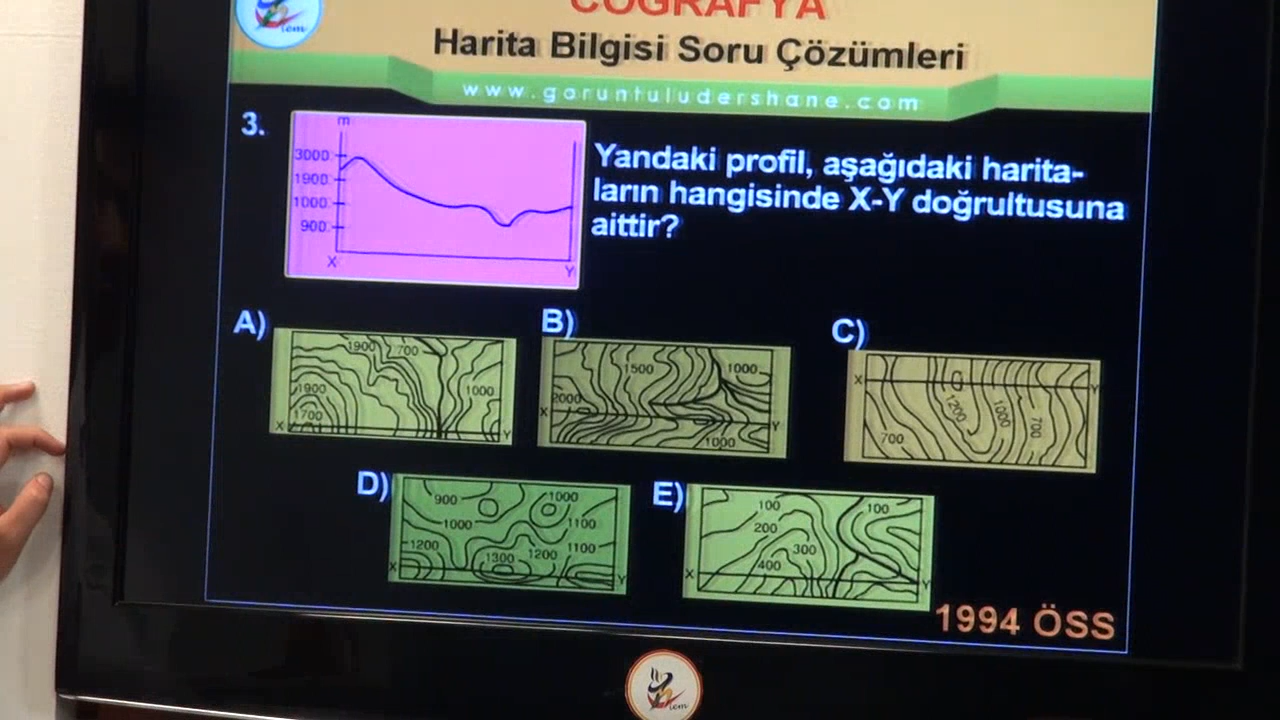 COĞRAFYA
Harita Bilgisi Soru Çözümleri
www.goruntuludershane.com
3.
m
3000
1900
1000
900
X
Y
Yandaki profil, aşağıdaki harita-
ların hangisinde X-Y doğrultusuna
aittir?
A)
1900
700
1900
1000
1700
X
Y
B)
1500
1000
2000
X
Y
1000
C)
X
Y
1200
1000
700
700
D)
900
1000
1000
1100
1200
1300
1200
1100
X
Y
E)
100
100
200
300
400
X
Y
1994 ÖSS